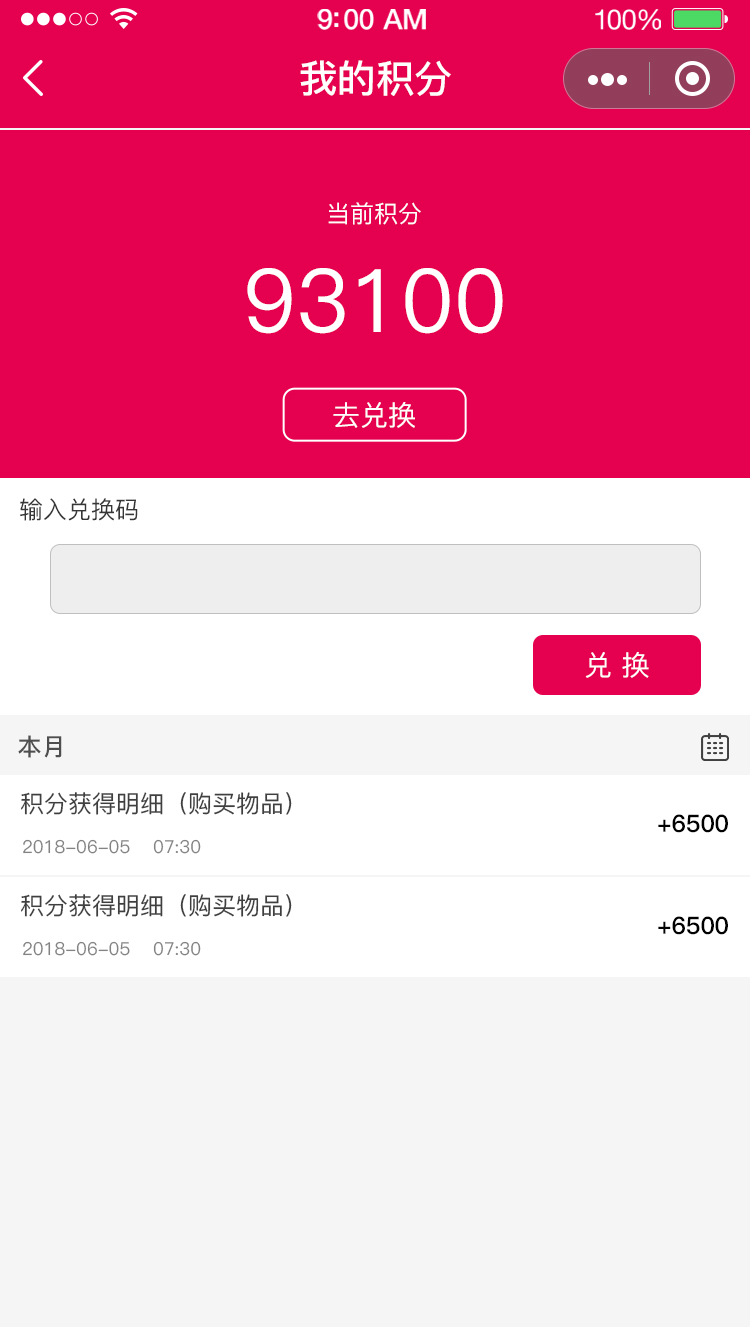 9:00 AM
100%
我的积分
当前积分
93100
去兑换
输入兑换码
兑 换
本月
积分获得明细（购买物品）
+6500
2018-06-05 07:30
积分获得明细（购买物品）
+6500
2018-06-05 07:30